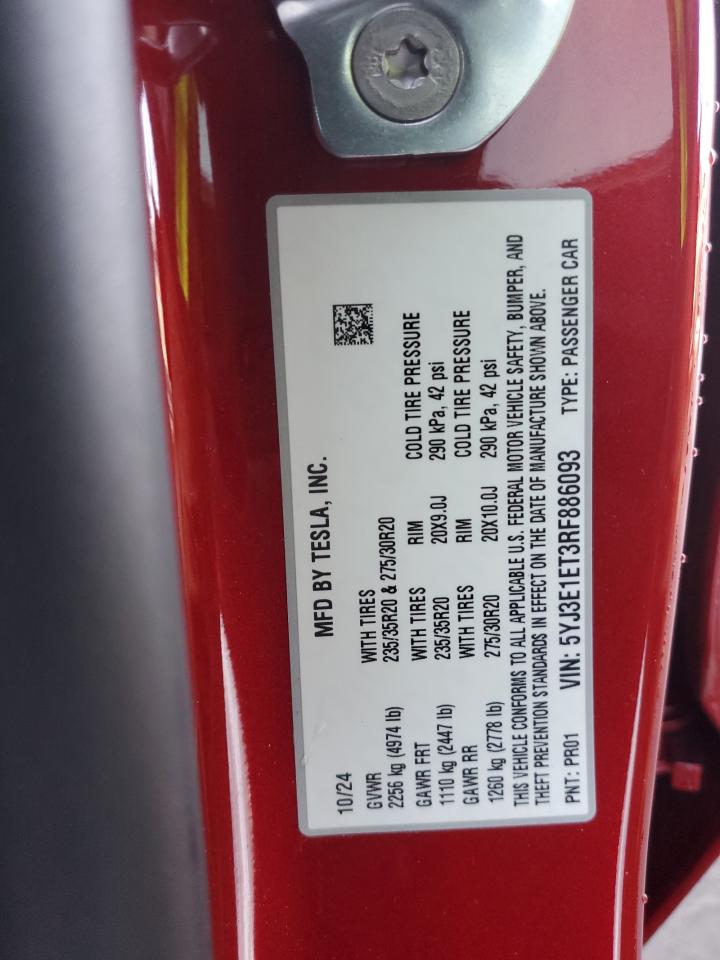 MFD BY TESLA, INC.
10/24
GVWR WITH TIRES
2256 kg (4974 lb) 235/35R20 & 275/30R20
GAWR FRT WITH TIRES RIM COLD TIRE PRESSURE
1110 kg (2447 lb) 235/35R20 20X9.0J 290 kPa, 42 psi
GAWR RR WITH TIRES RIM COLD TIRE PRESSURE
1260 kg (2778 lb) 275/30R20 20X10.0J 290 kPa, 42 psi
THIS VEHICLE CONFORMS TO ALL APPLICABLE U.S. FEDERAL MOTOR VEHICLE SAFETY, BUMPER, AND
THEFT PREVENTION STANDARDS IN EFFECT ON THE DATE OF MANUFACTURE SHOWN ABOVE.
PNT: PR01 VIN: 5YJ3E1ET3RF886093 TYPE: PASSENGER CAR